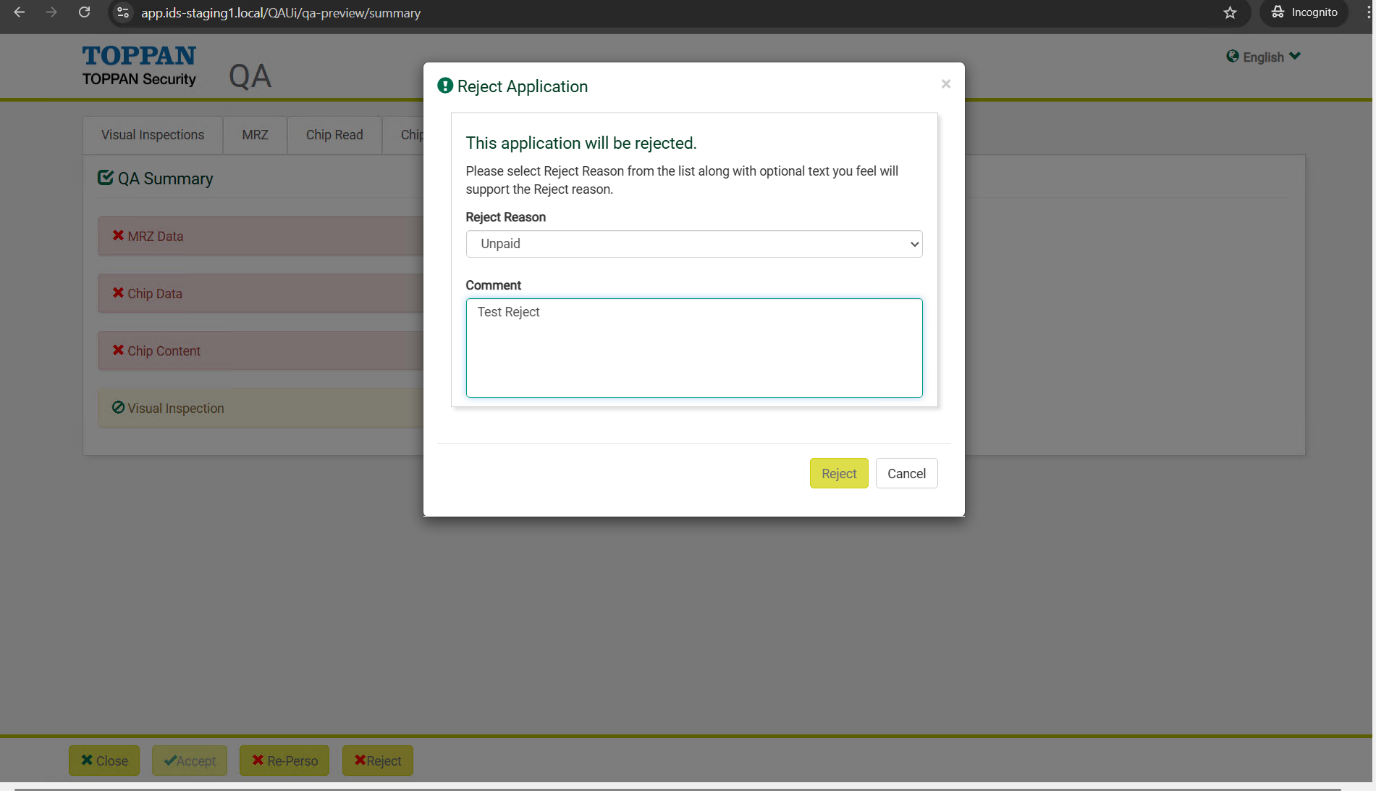 app.ids-staging1.local/QAUi/qa-preview/summary
Incognito
TOPPAN
TOPPAN Security
QA
English
Visual Inspections
MRZ
Chip Read
Chip
QA Summary
MRZ Data
Chip Data
Chip Content
Visual Inspection
Reject Application
×
This application will be rejected.
Please select Reject Reason from the list along with optional text you feel will
support the Reject reason.
Reject Reason
Unpaid
Comment
Test Reject
Reject
Cancel
Close
Accept
Re-Perso
Reject